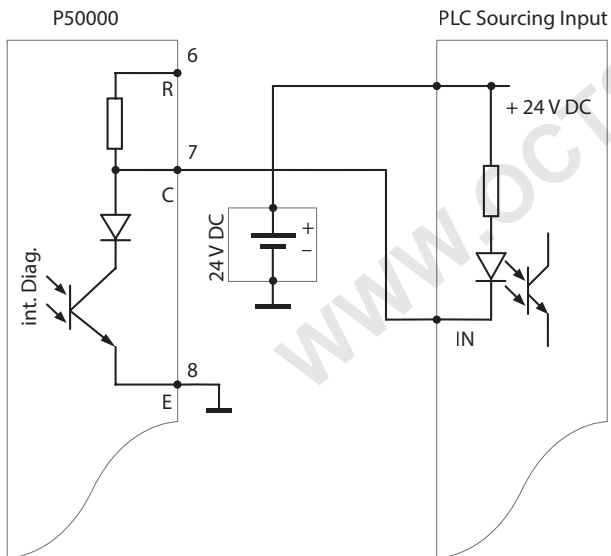 P50000
PLC Sourcing Input
6
R
+ 24 V DC
7
C
24 V DC
+
–
int. Diag.
IN
8
E